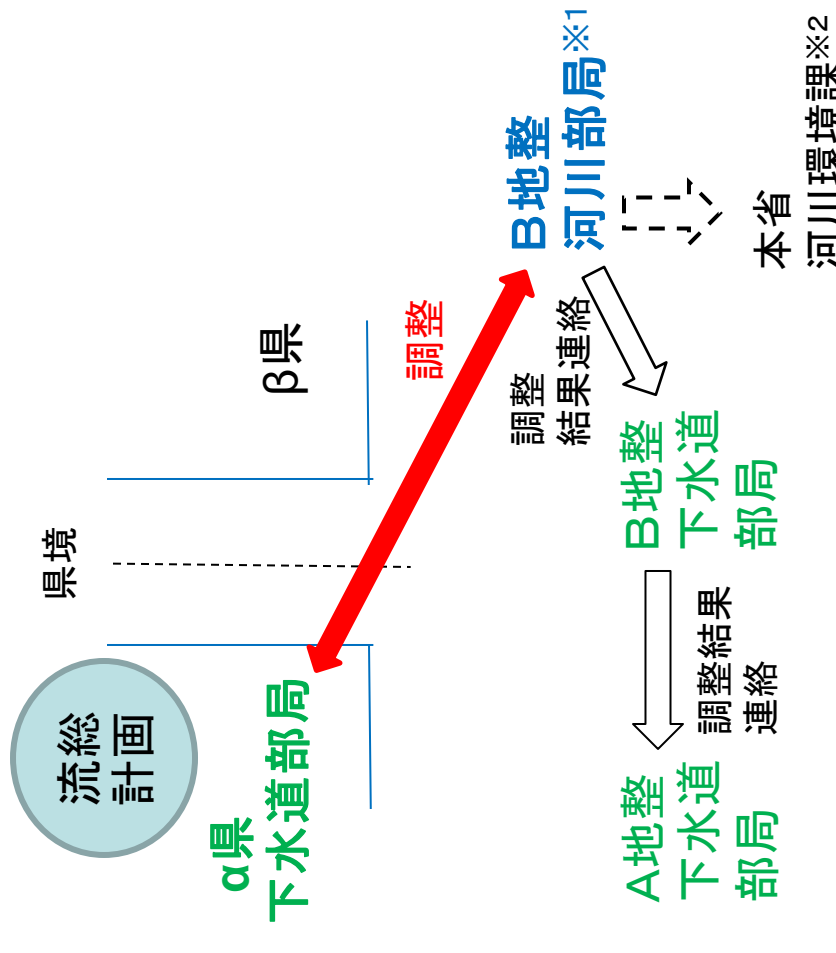 県境
流総
計画
α県
下水道部局
β県
調整
B地整
河川部局※1
調整
結果連絡
A地整
下水道
部局
B地整
下水道
部局
調整結果
連絡
本省
河川環境課※2